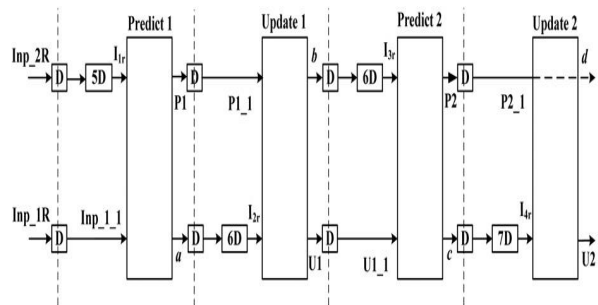 Predict 1
Update 1
Predict 2
Update 2
Inp_2R
D
5D
I1r
P1
D
P1_1
b
D
6D
I3r
P2
D
P2_1
d
Inp_1R
D
Inp_1_1
a
D
6D
I2r
U1
D
U1_1
c
D
7D
I4r
U2